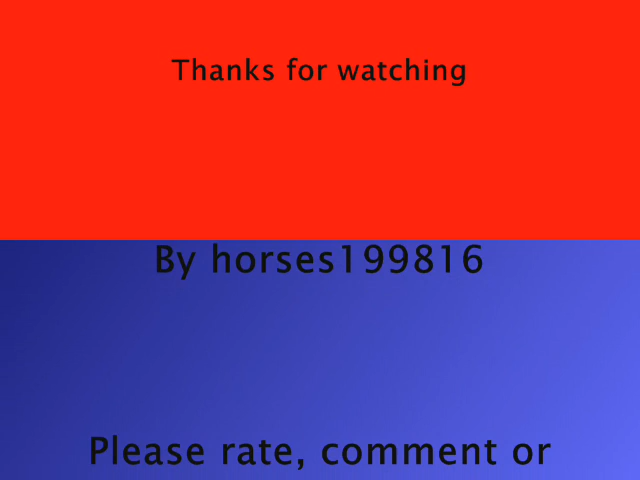 Thanks for watching
By horses199816
Please rate, comment or